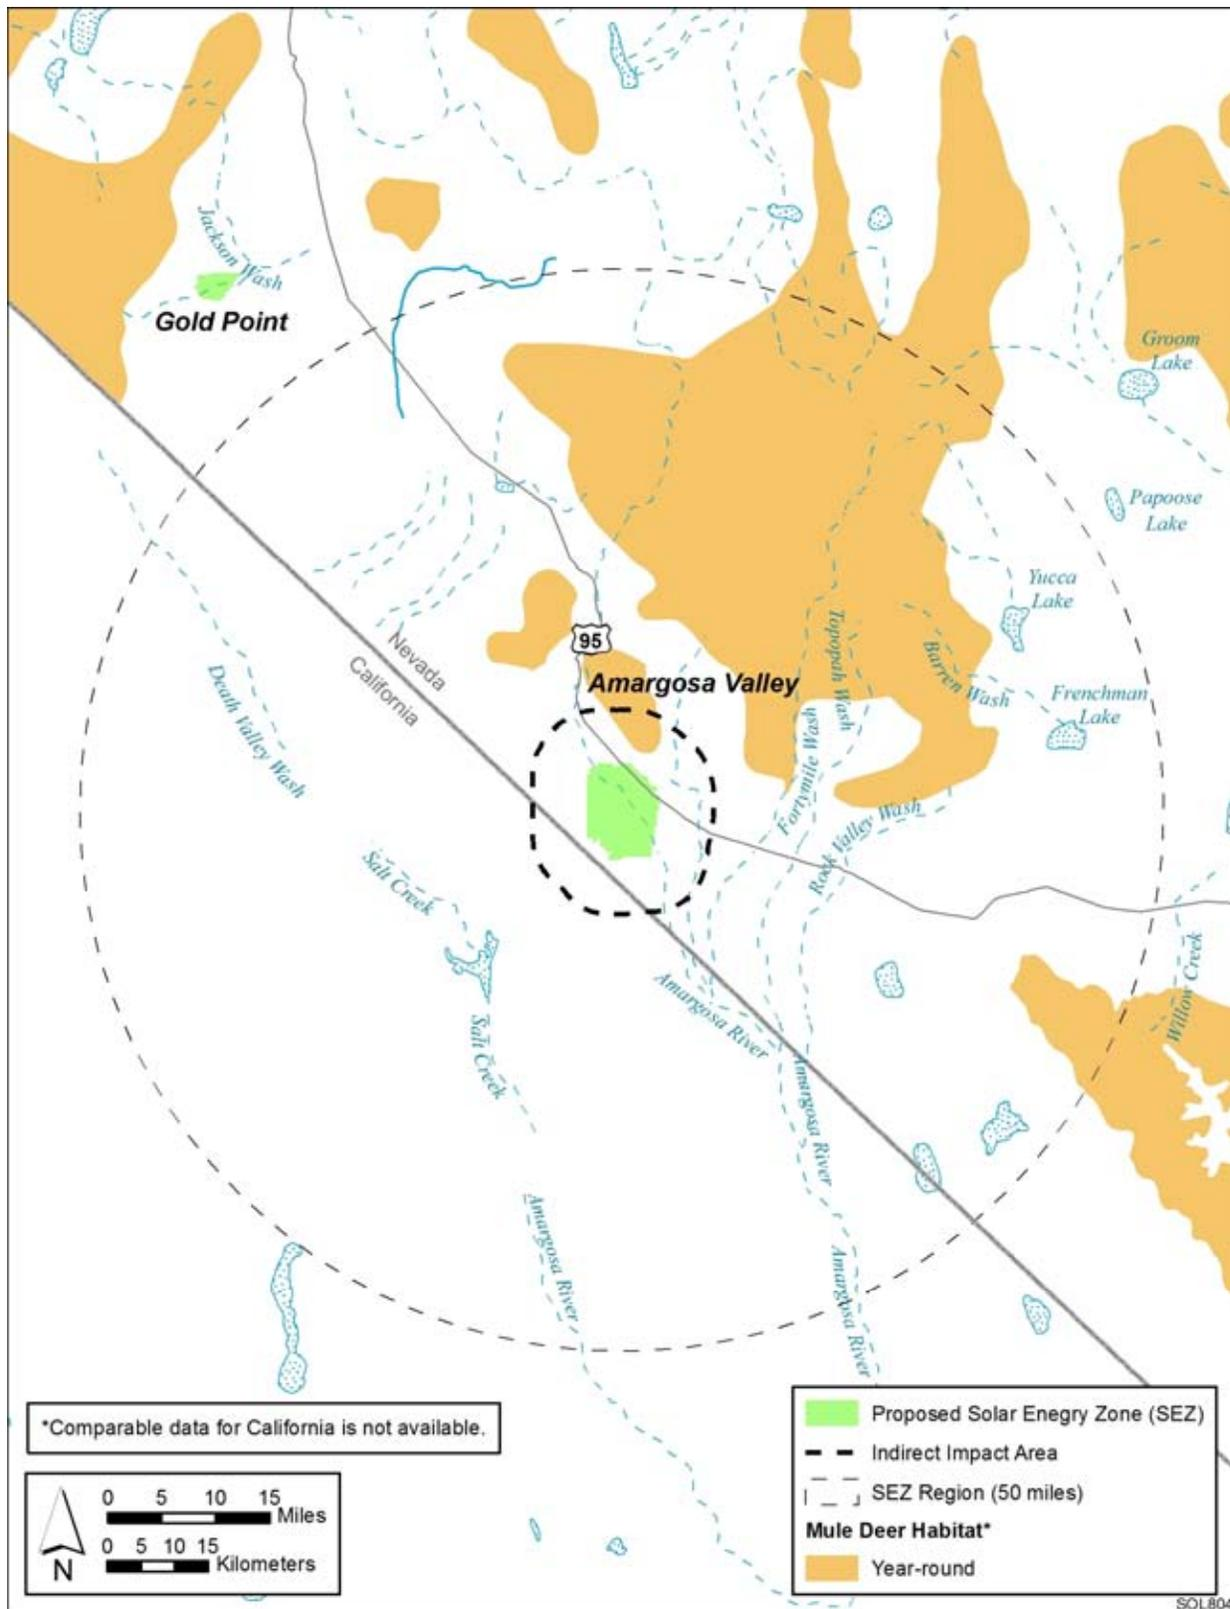 Jackson Wash
Gold Point
Groom
Lake
Papoose
Lake
Yucca
Lake
95
Nevada
California
Topopah Wash
Barren Wash
Amargosa Valley
Frenchman
Lake
Death Valley Wash
Fortymile Wash
Rock Valley Wash
Salt Creek
Willow Creek
Amargosa River
Salt Creek
Amargosa River
Amargosa River
Amargosa River
*Comparable data for California is not available.
0 5 10 15
Miles
0 5 10 15
Kilometers
N
Proposed Solar Enegry Zone (SEZ)
Indirect Impact Area
SEZ Region (50 miles)
Mule Deer Habitat*
Year-round
SOL804